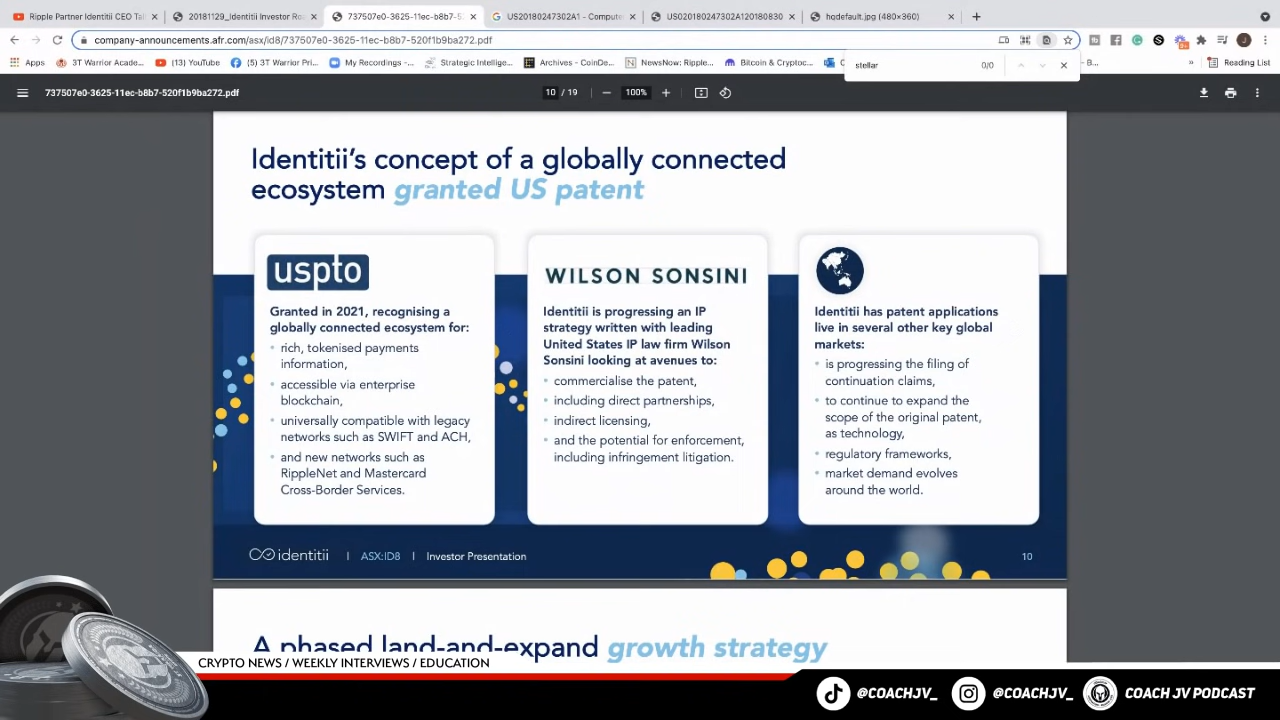 Ripple Partner Identitii CEO Tal
20181129_Identitii Investor Ro
737507e0-3625-11ec-b8b7-5
US20180247302A1 - Compute
US020180247302A120180830
hqdefault.jpg (480×360)
company-announcements.afr.com/asx/id8/737507e0-3625-11ec-b8b7-520f1b9ba272.pdf
Apps
3T Warrior Acade...
(13) YouTube
(5) 3T Warrior Pri...
My Recordings -...
Strategic Intellige...
Archives - CoinDe...
NewsNow: Ripple...
Bitcoin & Cryptoc...
Reading List
stellar
0/0
737507e0-3625-11ec-b8b7-520f1b9ba272.pdf
10 / 19
100%
Identitii's concept of a globally connected
ecosystem granted US patent
uspto
Granted in 2021, recognising a
globally connected ecosystem for:
• rich, tokenised payments
information,
• accessible via enterprise
blockchain,
• universally compatible with legacy
networks such as SWIFT and ACH,
• and new networks such as
RippleNet and Mastercard
Cross-Border Services.
WILSON SONSINI
Identitii is progressing an IP
strategy written with leading
United States IP law firm Wilson
Sonsini looking at avenues to:
• commercialise the patent,
• including direct partnerships,
• indirect licensing,
• and the potential for enforcement,
including infringement litigation.
Identitii has patent applications
live in several other key global
markets:
• is progressing the filing of
continuation claims,
• to continue to expand the
scope of the original patent,
as technology,
• regulatory frameworks,
• market demand evolves
around the world.
identitii | ASX:ID8 | Investor Presentation
10
A phased land-and-expand growth strategy
CRYPTO NEWS / WEEKLY INTERVIEWS / EDUCATION
@COACHJV_
@COACHJV_
COACH JV PODCAST